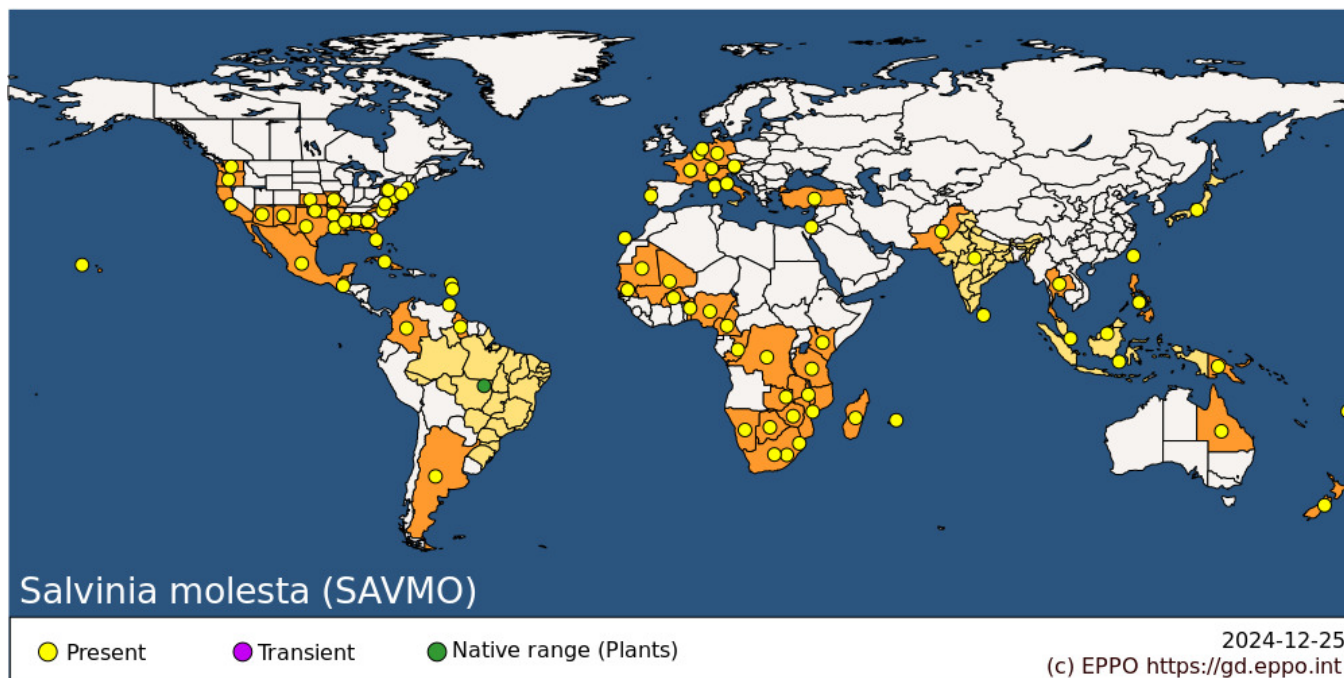 Salvinia molesta (SAVMO)
Present
Transient
Native range (Plants)
2024-12-25
(c) EPPO https://gd.eppo.int